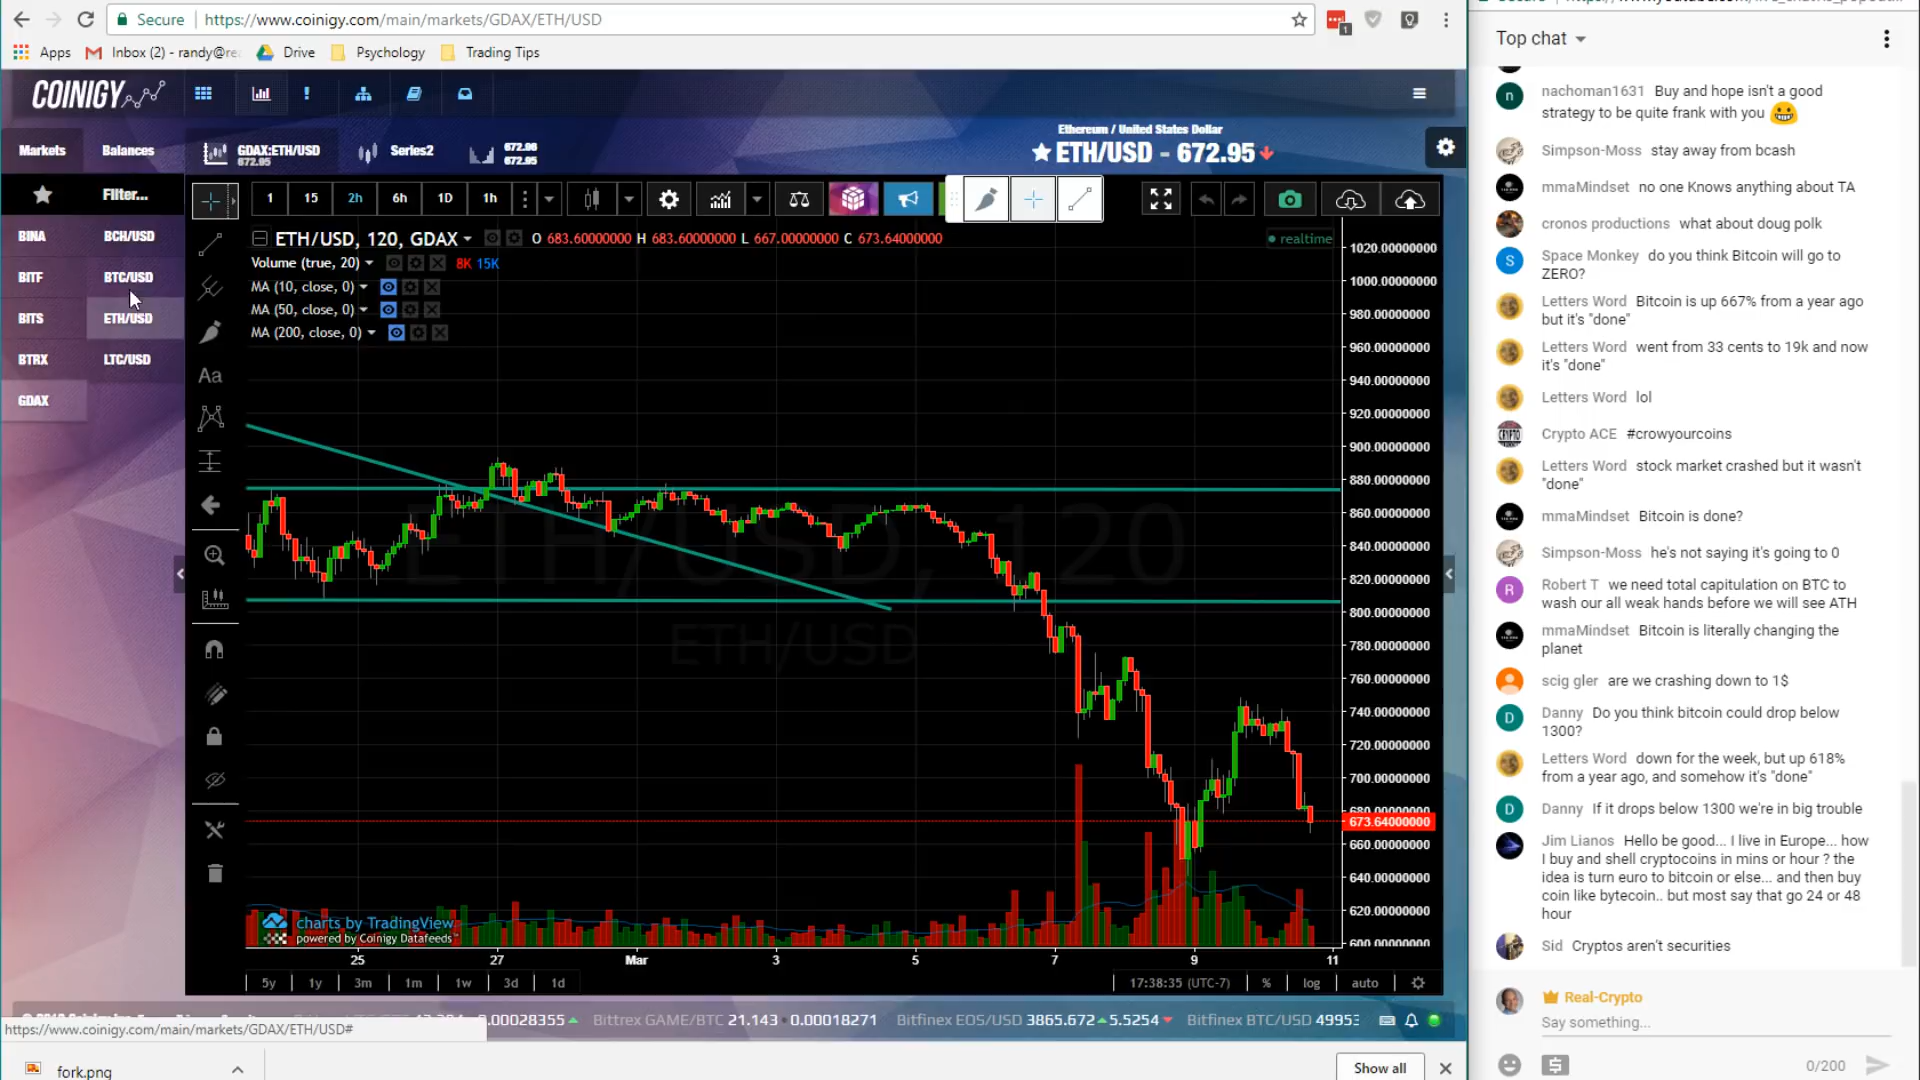 Secure
https://www.coinigy.com/main/markets/GDAX/ETH/USD
1
Apps
Inbox (2) - randy@re
Drive
Psychology
Trading Tips
COINIGY
Markets
Balances
GDAX:ETH/USD
672.95
Series2
672.96
672.95
Ethereum / United States Dollar
ETH/USD - 672.95
Filter...
1 15 2h 6h 1D 1h
BINA BCH/USD
BITF BTC/USD
BITS ETH/USD
BTRX LTC/USD
GDAX
Aa
ETH/USD, 120, GDAX
O 683.60000000 H 683.60000000 L 667.00000000 C 673.64000000
realtime
Volume (true, 20)
8K 15K
MA (10, close, 0)
MA (50, close, 0)
MA (200, close, 0)
ETH/USD, 120
ETH/USD
1020.00000000
1000.00000000
980.00000000
960.00000000
940.00000000
920.00000000
900.00000000
880.00000000
860.00000000
840.00000000
820.00000000
800.00000000
780.00000000
760.00000000
740.00000000
720.00000000
700.00000000
680.00000000
673.64000000
660.00000000
640.00000000
620.00000000
600.00000000
charts by TradingView
powered by Coinigy Datafeeds
25 27 Mar 3 5 7 9 11
5y 1y 3m 1m 1w 3d 1d
17:38:35 (UTC-7) % log auto
0.00028355
Bittrex GAME/BTC 21.143 0.00018271
Bitfinex EOS/USD 3865.672 5.5254
Bitfinex BTC/USD
https://www.coinigy.com/main/markets/GDAX/ETH/USD#
fork.png
Show all
Top chat
n
nachoman1631 Buy and hope isn't a good
strategy to be quite frank with you
Simpson-Moss stay away from bcash
mmaMindset no one Knows anything about TA
cronos productions what about doug polk
S
Space Monkey do you think Bitcoin will go to
ZERO?
Letters Word Bitcoin is up 667% from a year ago
but it's "done"
Letters Word went from 33 cents to 19k and now
it's "done"
Letters Word lol
CRYPTO
Crypto ACE #crowyourcoins
Letters Word stock market crashed but it wasn't
"done"
mmaMindset Bitcoin is done?
Simpson-Moss he's not saying it's going to 0
R
Robert T we need total capitulation on BTC to
wash our all weak hands before we will see ATH
mmaMindset Bitcoin is literally changing the
planet
scig gler are we crashing down to 1$
D
Danny Do you think bitcoin could drop below
1300?
Letters Word down for the week, but up 618%
from a year ago, and somehow it's "done"
D
Danny If it drops below 1300 we're in big trouble
Jim Lianos Hello be good... I live in Europe... how
I buy and shell cryptocoins in mins or hour ? the
idea is turn euro to bitcoin or else... and then buy
coin like bytecoin.. but most say that go 24 or 48
hour
Sid Cryptos aren't securities
Real-Crypto
Say something...
0/200